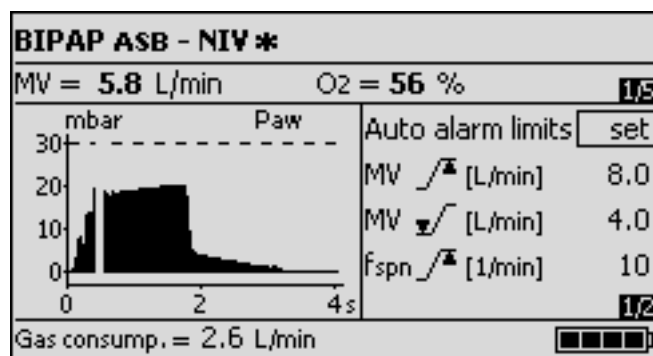 BIPAP ASB - NIV *
MV = 5.8 L/min O2 = 56 %
1/5
mbar Paw
30
20
10
0
0 2 4 s
Auto alarm limits set
MV [L/min] 8.0
MV [L/min] 4.0
fspn [1/min] 10
1/2
Gas consump. = 2.6 L/min